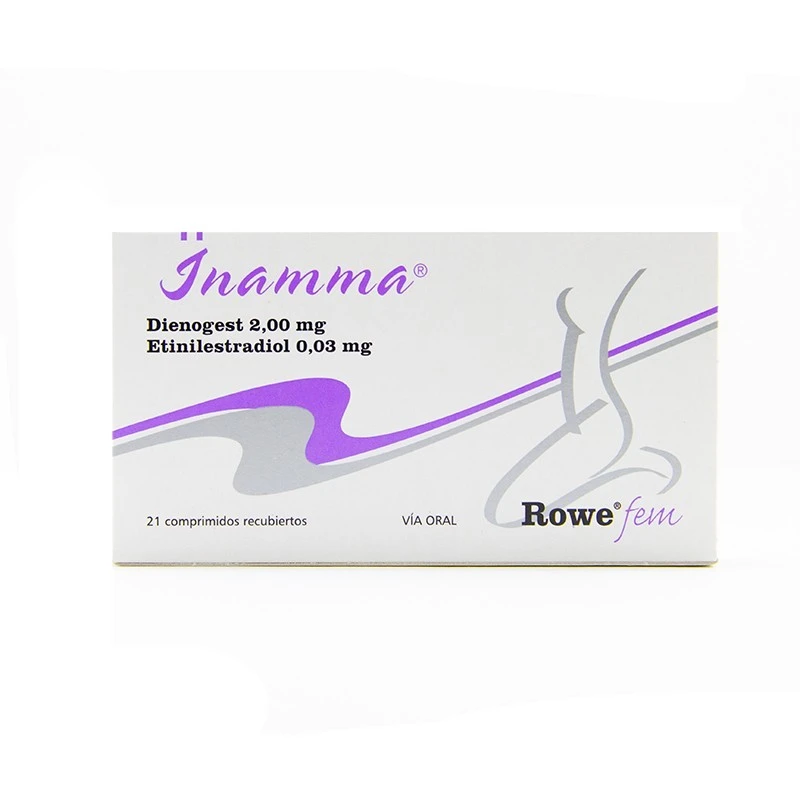 Inamma®
Dienogest 2,00 mg
Etinilestradiol 0,03 mg
21 comprimidos recubiertos
VÍA ORAL
Rowe® fem